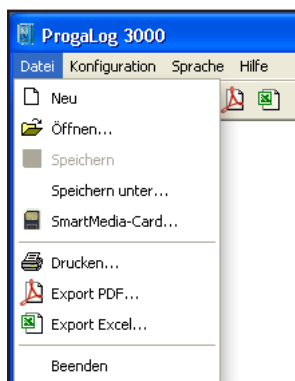 ProgaLog 3000
Datei Konfiguration Sprache Hilfe
Neu
Öffnen...
Speichern
Speichern unter...
SmartMedia-Card...
Drucken...
Export PDF...
Export Excel...
Beenden